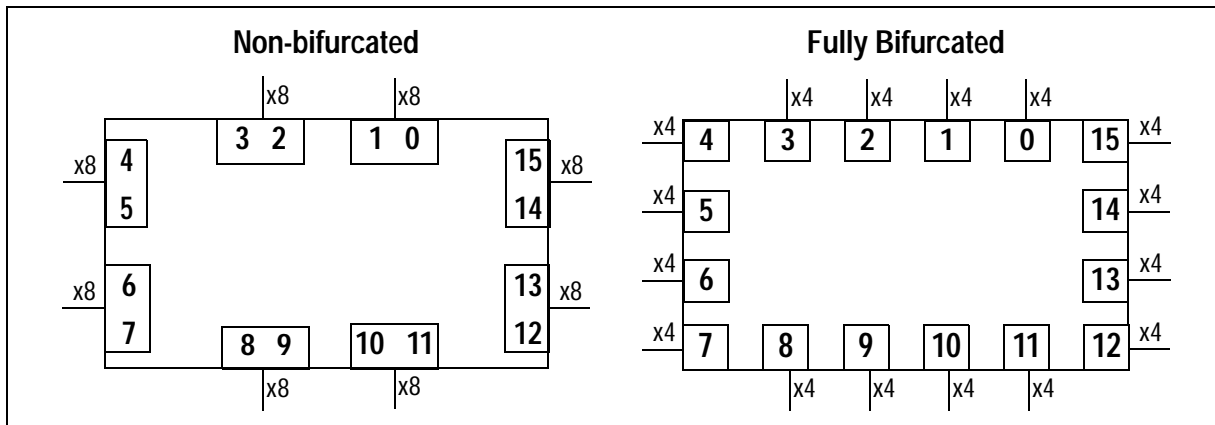 Non-bifurcated
x8 x8
3 2 1 0
x8 4 15 x8
5 14
x8 6 13 x8
7 12
8 9 10 11
x8 x8
Fully Bifurcated
x4 x4 x4 x4
x4 4 3 2 1 0 15 x4
x4 5 14 x4
x4 6 13 x4
x4 7 8 9 10 11 12 x4
x4 x4 x4 x4